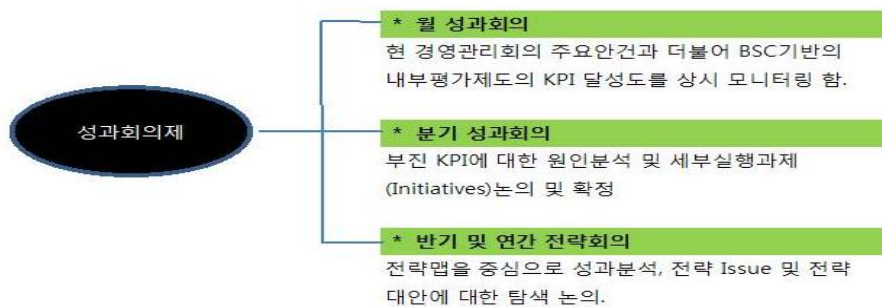 성과회의제
* 월 성과회의
현 경영관리회의 주요안건과 더불어 BSC기반의
내부평가제도의 KPI 달성도를 상시 모니터링 함.
* 분기 성과회의
부진 KPI에 대한 원인분석 및 세부실행과제
(Initiatives)논의 및 확정
* 반기 및 연간 전략회의
전략맵을 중심으로 성과분석, 전략 Issue 및 전략
대안에 대한 탐색 논의.